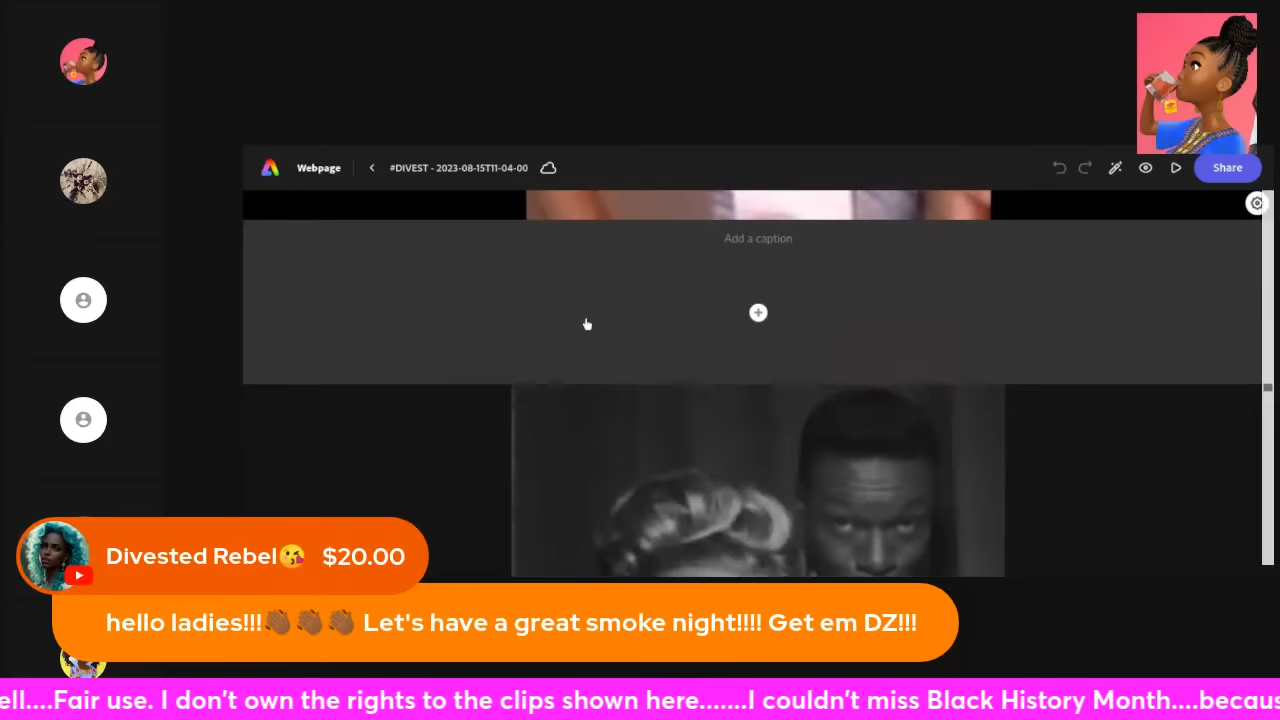 Webpage
#DIVEST - 2023-08-15T11-04-00
Share
Add a caption
Divested Rebel😘 $20.00
hello ladies!!!👏🏾👏🏾👏🏾 Let's have a great smoke night!!!! Get em DZ!!!
ell....Fair use. I don't own the rights to the clips shown here.......I couldn't miss Black History Month....becaus